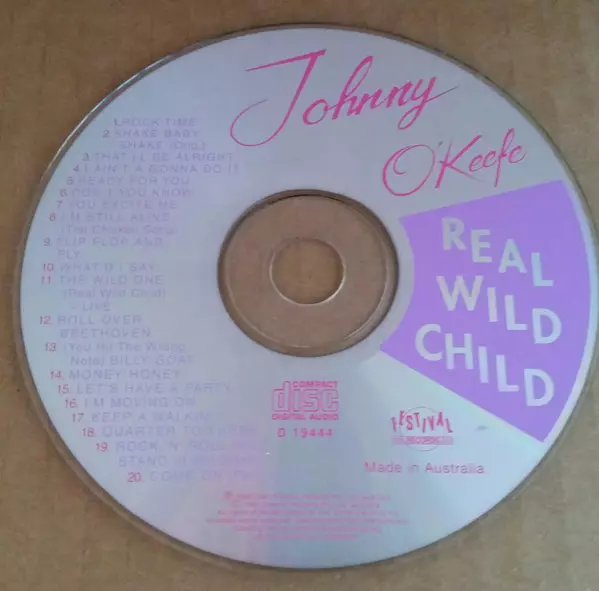 Johnny
O'Keefe
REAL
WILD
CHILD
1. ROCK TIME
2. SHAKE BABY
SHAKE
3. THAT'LL BE ALRIGHT
4. I AIN'T A GONNA DO IT
5. READY FOR YOU
6. DON'T YOU KNOW
7. YOU EXCITE ME
8. I'M STILL ALIVE
(The Chicken Song)
9. FLIP FLOP AND
FLY
10. WHAT'D I SAY
11. THE WILD ONE
(Real Wild Child)
- LIVE
12. ROLL OVER
BEETHOVEN
13. (You Hit The Wrong
Note) BILLY GOAT
14. MONEY HONEY
15. LET'S HAVE A PARTY
16. I'M MOVING ON
17. KEEP A WALKIN'
18. QUARTER TO THREE
19. ROCK 'N' ROLL
STAND
20. COME ON
COMPACT
disc
DIGITAL AUDIO
D 19444
FESTIVAL
RECORDS
Made in Australia